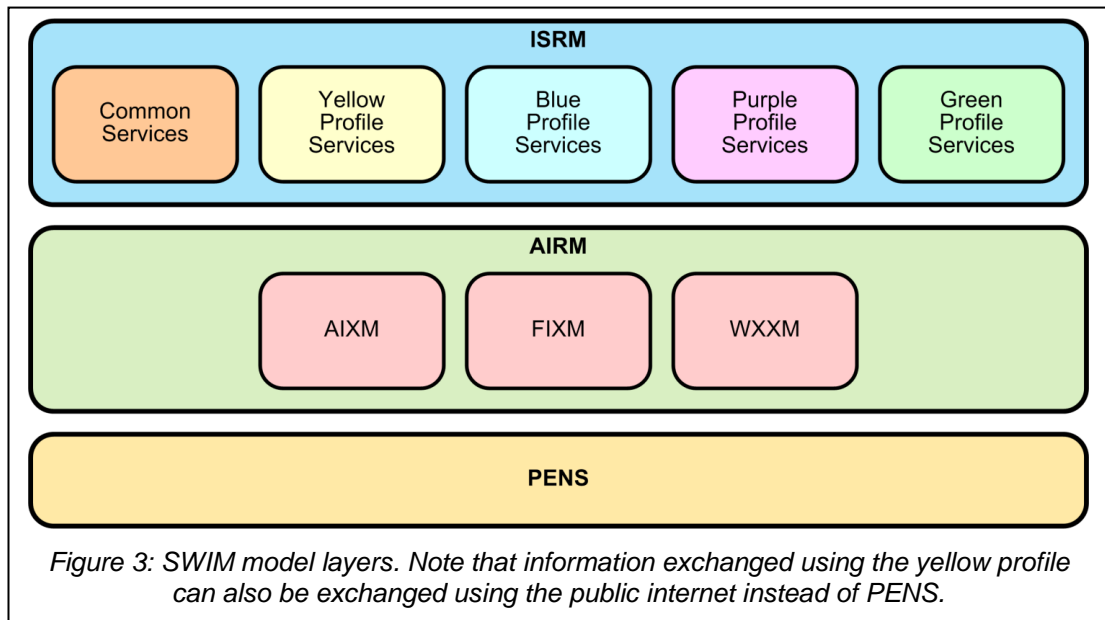 ISRM
Common
Services
Yellow
Profile
Services
Blue
Profile
Services
Purple
Profile
Services
Green
Profile
Services
AIRM
AIXM
FIXM
WXXM
PENS
Figure 3: SWIM model layers. Note that information exchanged using the yellow profile
can also be exchanged using the public internet instead of PENS.